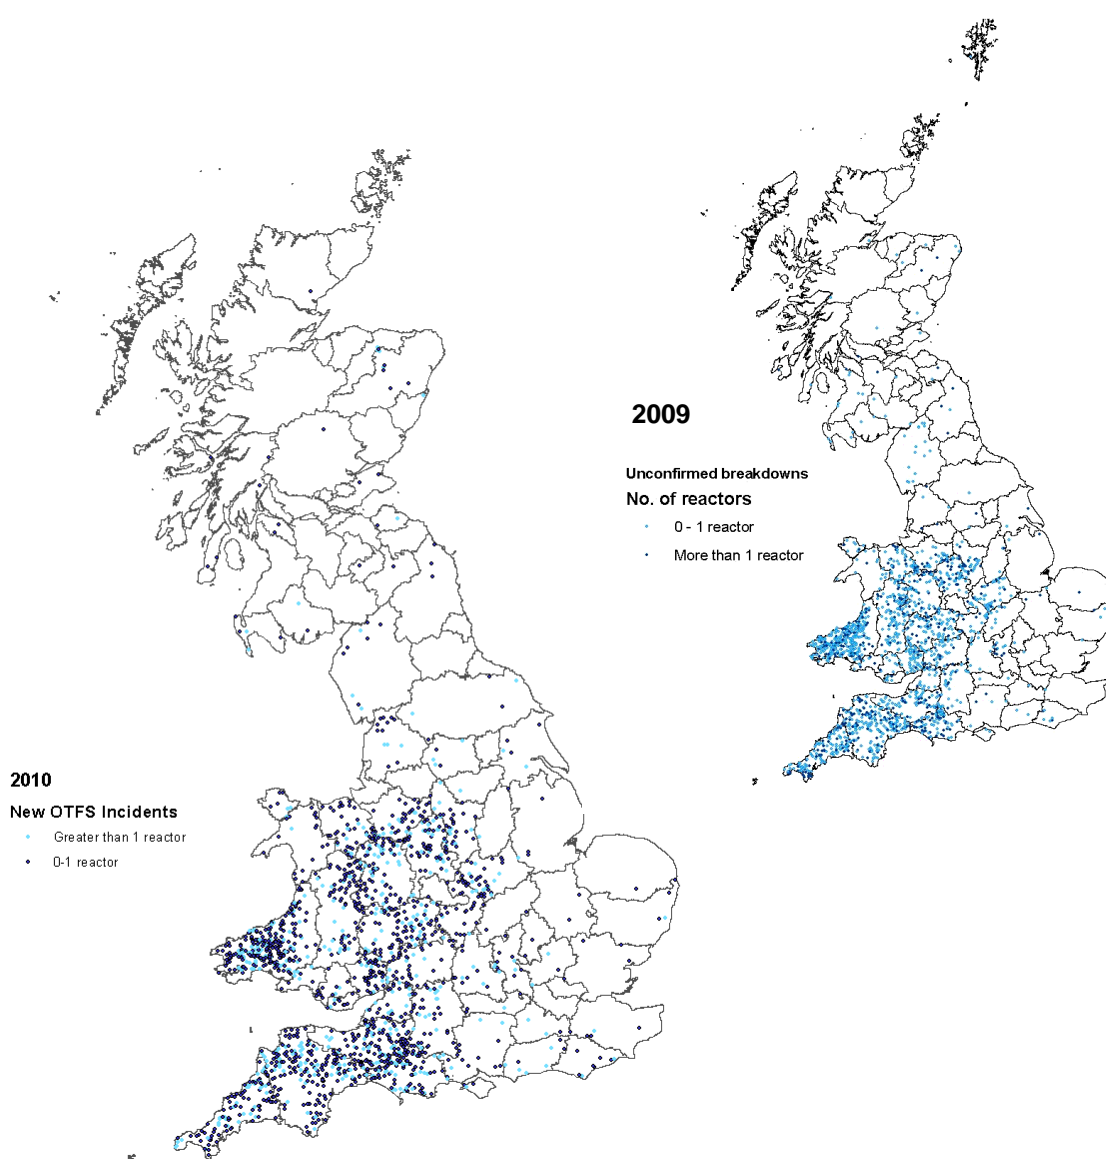 2009
Unconfirmed breakdowns
No. of reactors
0 - 1 reactor
More than 1 reactor
2010
New OTFS Incidents
Greater than 1 reactor
0-1 reactor